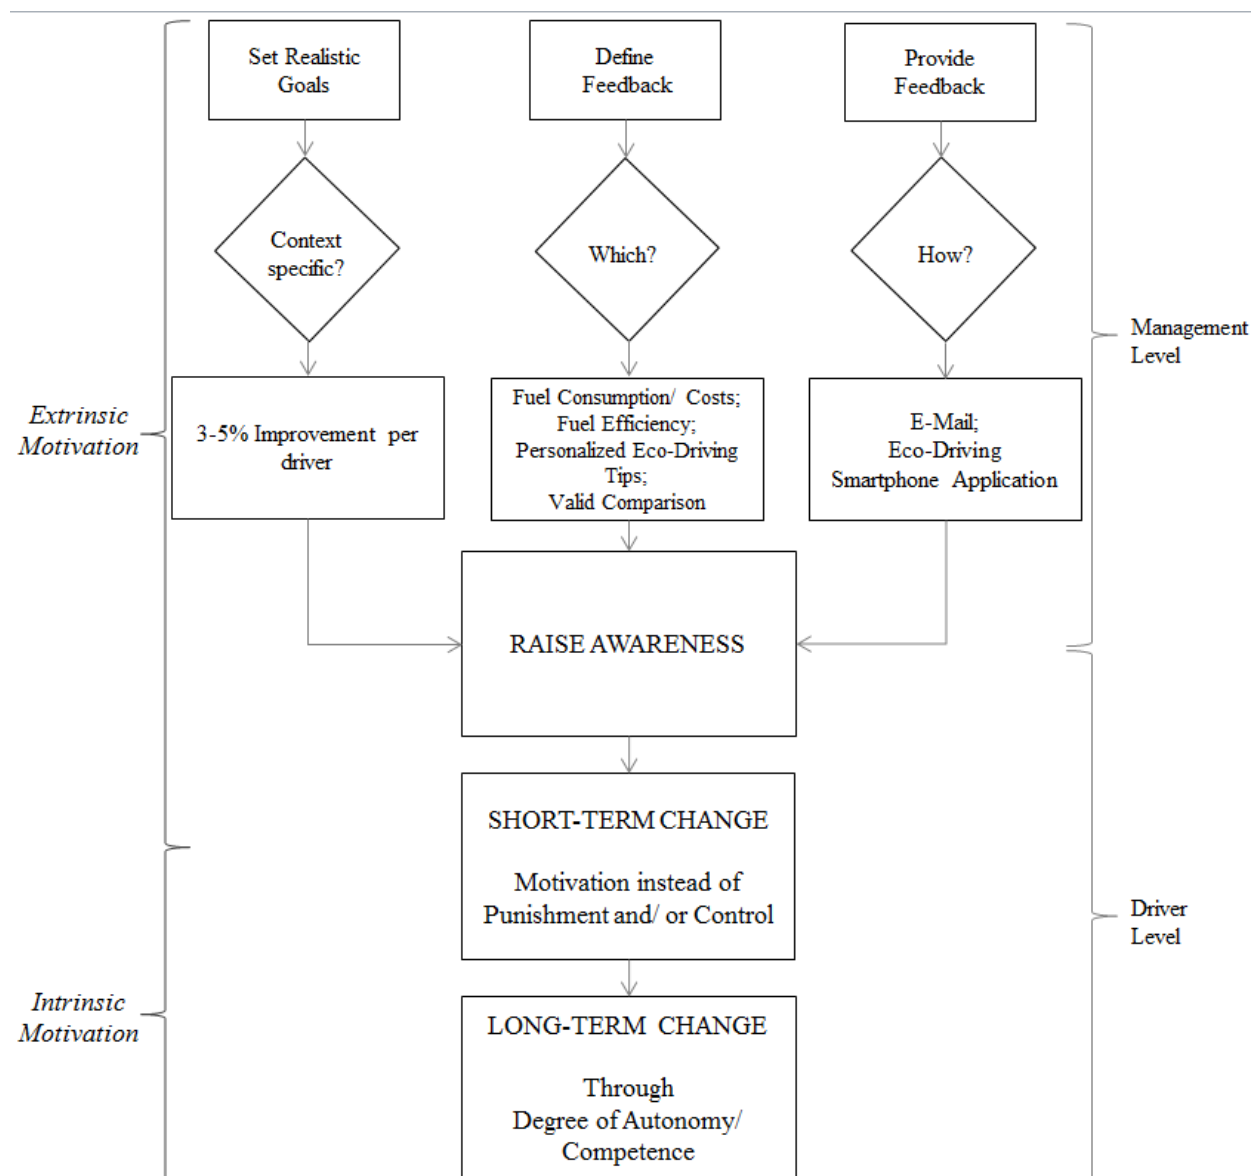 Set Realistic
Goals
Define
Feedback
Provide
Feedback
Context
specific?
Which?
How?
Management
Level
Extrinsic
Motivation
3-5% Improvement per
driver
Fuel Consumption/ Costs;
Fuel Efficiency;
Personalized Eco-Driving
Tips;
Valid Comparison
E-Mail;
Eco-Driving
Smartphone Application
RAISE AWARENESS
SHORT-TERM CHANGE
Motivation instead of
Punishment and/ or Control
Driver
Level
Intrinsic
Motivation
LONG-TERM CHANGE
Through
Degree of Autonomy/
Competence